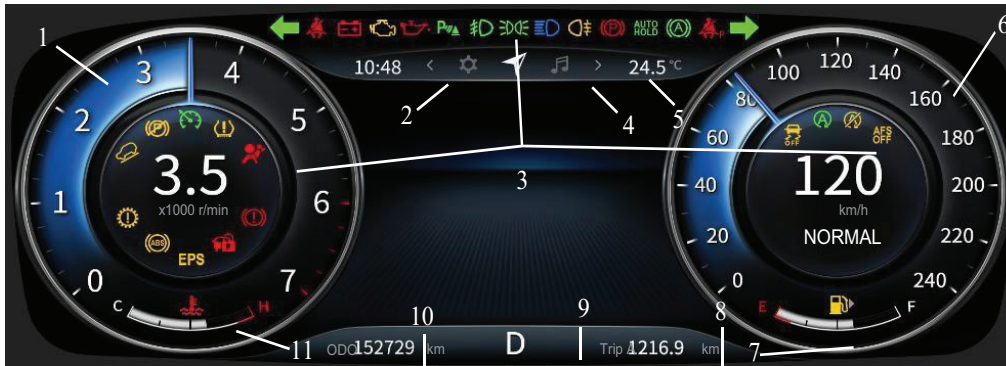 AUTO HOLD
A
P
P
P
10:48
24.5 °C
1
2
3
4
5
6
7
8
9
10
11
0
1
2
3
4
5
6
7
P
3.5
x1000 r/min
ABS
EPS
C
H
0
20
40
60
80
100
120
140
160
180
200
220
240
OFF
A
AFS OFF
120
km/h
NORMAL
E
F
ODO 152729 km
D
Trip A 1216.9 km